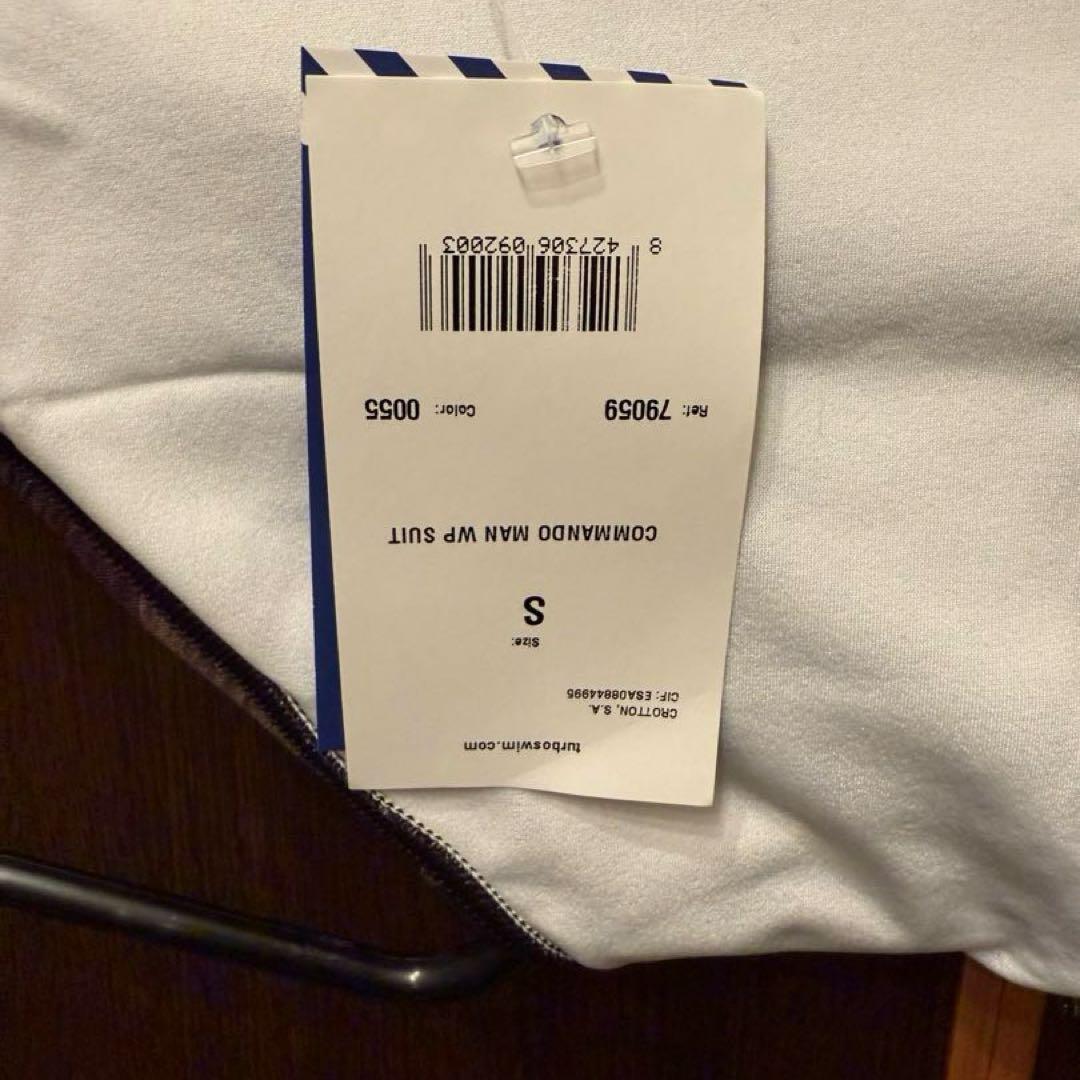 turboswim.com
CROTTON, S.A.
CIF: ESA08844995
Size:
S
COMMANDO MAN WP SUIT
Ref: 79059 Color: 0055
8 427306 092003